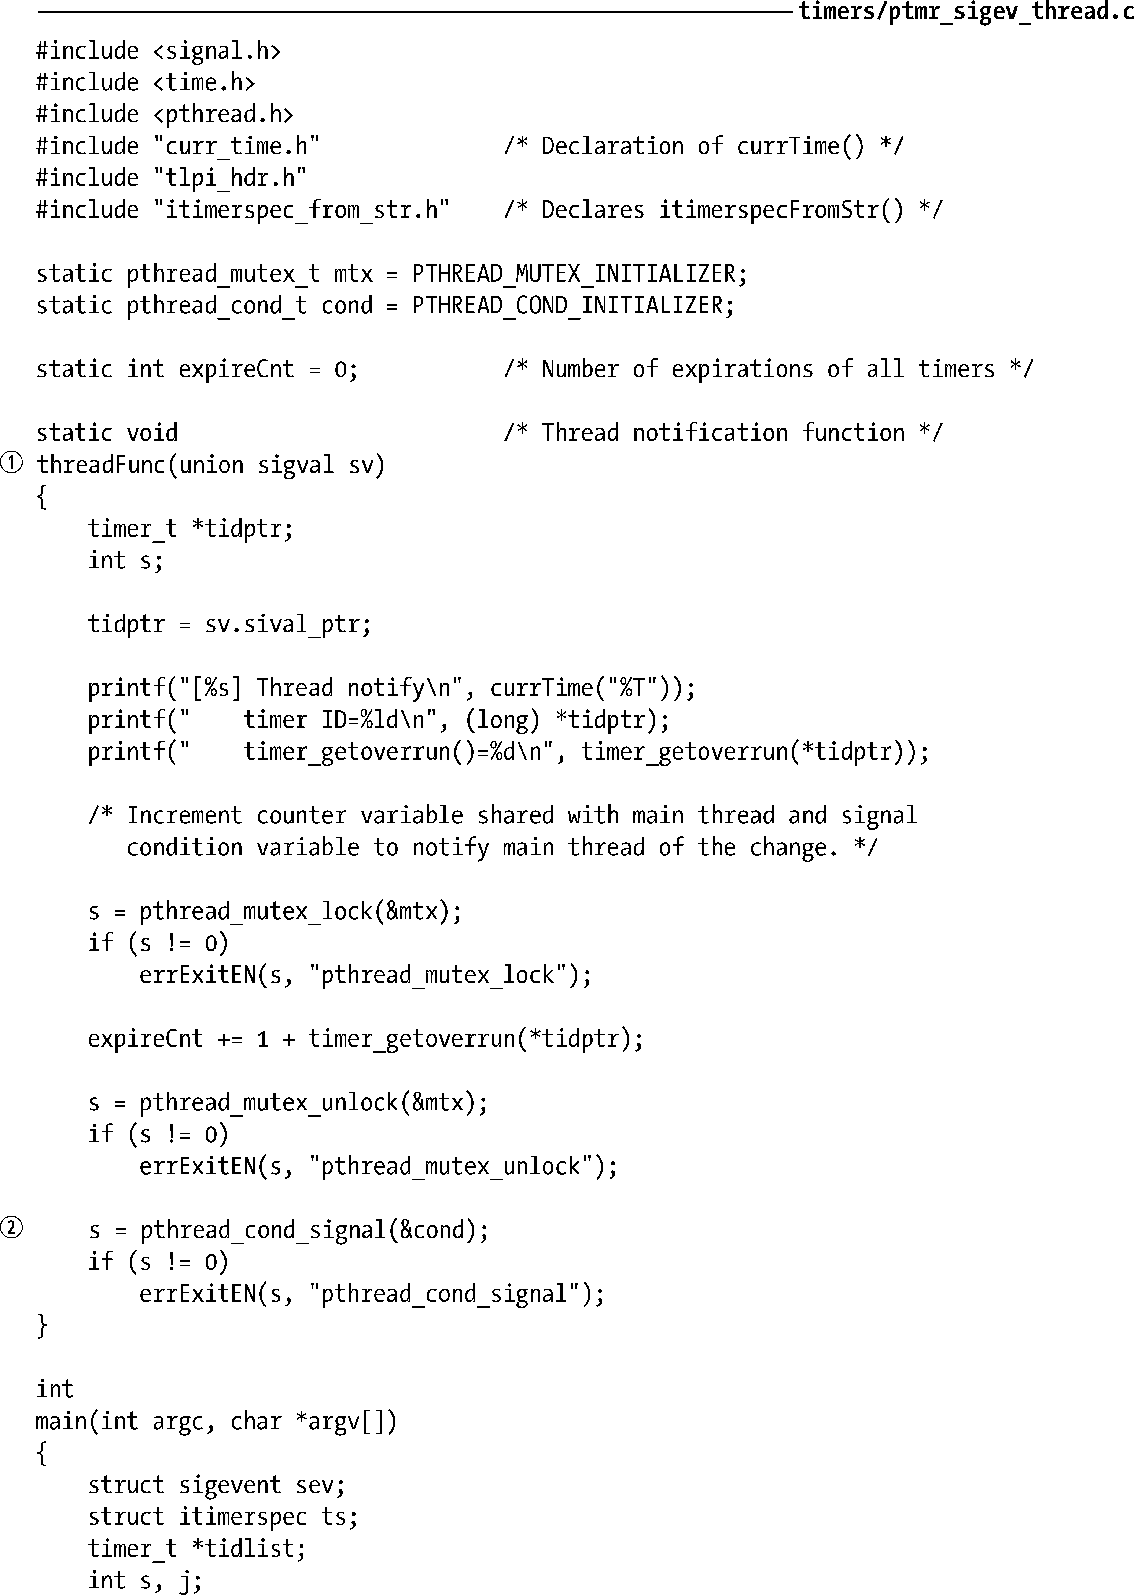 timers/ptmr_sigev_thread.c
#include <signal.h>
#include <time.h>
#include <pthread.h>
#include "curr_time.h"              /* Declaration of currTime() */
#include "tlpi_hdr.h"
#include "itimerspec_from_str.h"    /* Declares itimerspecFromStr() */

static pthread_mutex_t mtx = PTHREAD_MUTEX_INITIALIZER;
static pthread_cond_t cond = PTHREAD_COND_INITIALIZER;

static int expireCnt = 0;           /* Number of expirations of all timers */

static void                         /* Thread notification function */
① threadFunc(union sigval sv)
{
    timer_t *tidptr;
    int s;

    tidptr = sv.sival_ptr;

    printf("[%s] Thread notify\n", currTime("%T"));
    printf("    timer ID=%ld\n", (long) *tidptr);
    printf("    timer_getoverrun()=%d\n", timer_getoverrun(*tidptr));

    /* Increment counter variable shared with main thread and signal
       condition variable to notify main thread of the change. */

    s = pthread_mutex_lock(&mtx);
    if (s != 0)
        errExitEN(s, "pthread_mutex_lock");

    expireCnt += 1 + timer_getoverrun(*tidptr);

    s = pthread_mutex_unlock(&mtx);
    if (s != 0)
        errExitEN(s, "pthread_mutex_unlock");

②   s = pthread_cond_signal(&cond);
    if (s != 0)
        errExitEN(s, "pthread_cond_signal");
}

int
main(int argc, char *argv[])
{
    struct sigevent sev;
    struct itimerspec ts;
    timer_t *tidlist;
    int s, j;